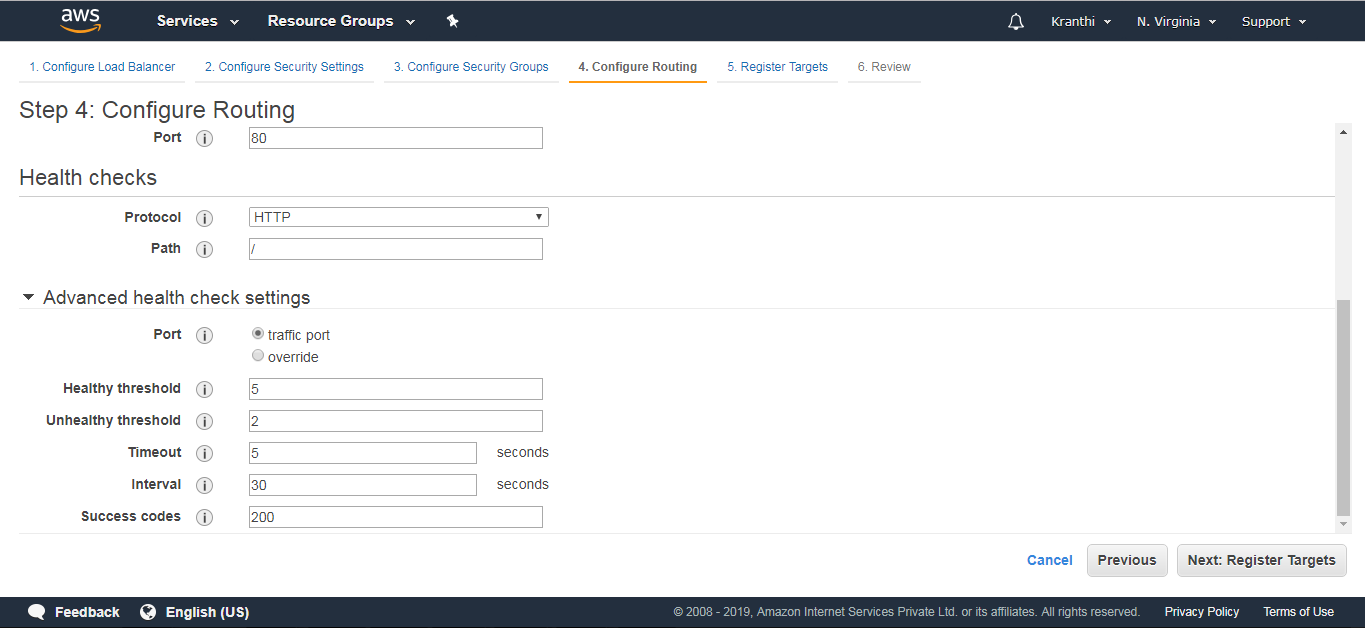 aws Services Resource Groups Kranthi N. Virginia Support
1. Configure Load Balancer 2. Configure Security Settings 3. Configure Security Groups 4. Configure Routing 5. Register Targets 6. Review
Step 4: Configure Routing
Port i 80
Health checks
Protocol i HTTP
Path i /
Advanced health check settings
Port i traffic port
override
Healthy threshold i 5
Unhealthy threshold i 2
Timeout i 5 seconds
Interval i 30 seconds
Success codes i 200
Cancel Previous Next: Register Targets
Feedback English (US) © 2008 - 2019, Amazon Internet Services Private Ltd. or its affiliates. All rights reserved. Privacy Policy Terms of Use